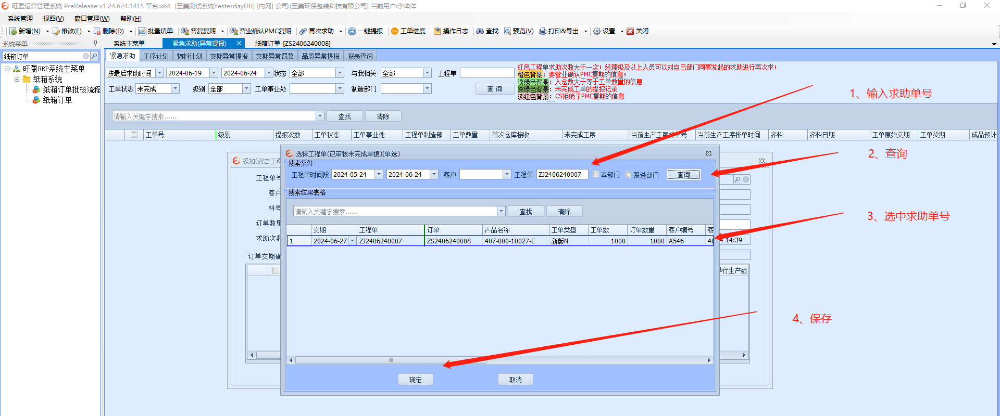 旺盈运营管理系统 PreRelease v1.24.624.1415 平台:x64 [至美测试系统YesterdayDB] [内网] 公司:[至美环保包装科技有限公司] 当前用户:李坤洋
系统管理 视图(V) 窗口管理(W) 帮助(H)
新增(N) 修改(E) 删除(D) 批量填单 答复复期 营业确认PMC复期 再次求助 一键提报 工单进度 操作日志 查找 预览(V) 打印&导出 设置 关闭
系统菜单 系统主菜单 紧急求助(异常提报) 纸箱订单-[ZS2406240008]
纸箱订单
旺盈ERP系统主菜单
纸箱系统
纸箱订单批核流程
纸箱订单
紧急求助 工序计划 物料计划 交期异常提报 交期异常罚款 品质异常提报 报表查询
按最后求助时间 2024-06-19 2024-06-24 状态 全部 与我相关 全部 工程单
工单状态 未完成 级别 全部 工单事业处 制造部门 查 询
红色工程单求助次数大于一次；经理级及以上人员可以对自己部门同事发起的求助进行再次求；
橙色背景：要营业确认PMC复期的信息；
淡绿色背景：入仓数大于等于工单数量的信息
深绿色背景：未完成工单的提报记录
淡红色背景：CS拒绝了PMC复期的信息
请输入关键字搜索…… 查找 清除
工单号 级别 提报次数 工单状态 工单事业处 工程单制造部 工单数量 首次仓库接收 未完成工序 当前生产工序排单号 当前生产工序排单时间 齐料 齐料日期 工单原始交期 工单货期 成品预计
添加(双击工程
工程单号
客户
料号
订单数量
求助次数
订单交期确
14:39
行生产数
选择工程单(已审核未完成单据)(单选)
搜索条件
工程单时间段 2024-05-24 2024-06-24 客户 工程单 ZJ2406240007 本部门 跟进部门 查询
搜索结果表格
请输入关键字搜索…… 查找 清除
交期 工程单 订单 产品名称 工单类型 工单数 订单数量 客户编号 客
1 2024-06-27 ZJ2406240007 ZS2406240008 407-000-10027-E 新版N 1000 1000 A546 40
确定 取消
1、输入求助单号
2、查询
3、选中求助单号
4、保存